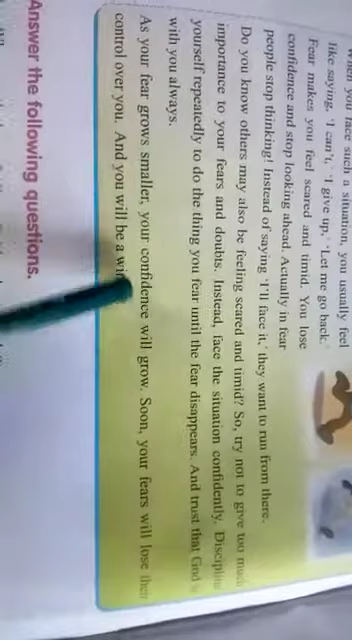 When you face such a situation, you usually feel
like saying, 'I can't, 'I give up,' 'Let me go back.'
Fear makes you feel scared and timid. You lose
confidence and stop looking ahead. Actually in fear
people stop thinking! Instead of saying 'I'll face it,' they want to run from there.
Do you know others may also be feeling scared and timid? So, try not to give too much
importance to your fears and doubts. Instead, face the situation confidently. Discipline
yourself repeatedly to do the thing you fear until the fear disappears. And trust that God
with you always.
As your fear grows smaller, your confidence will grow. Soon, your fears will lose their
control over you. And you will be a
Answer the following questions.